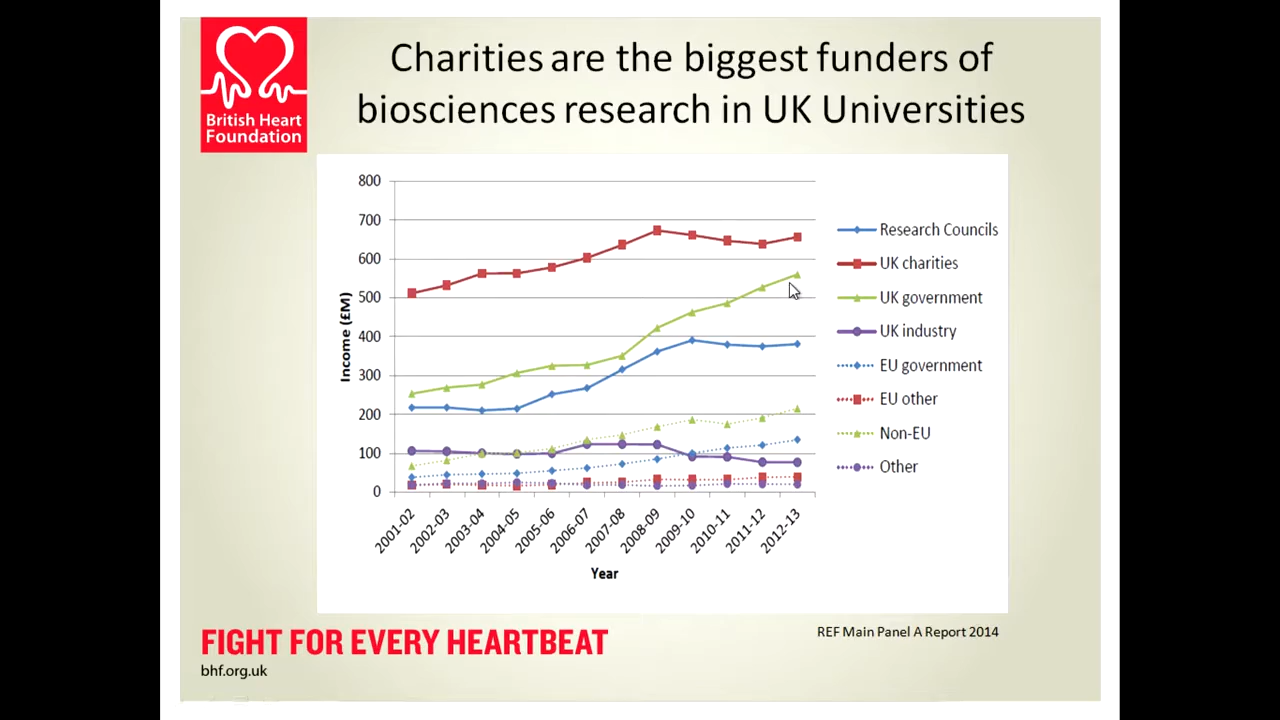 British Heart
Foundation
Charities are the biggest funders of
biosciences research in UK Universities
800
700
600
500
400
300
200
100
0
Income (£M)
2001-02
2002-03
2003-04
2004-05
2005-06
2006-07
2007-08
2008-09
2009-10
2010-11
2011-12
2012-13
Year
Research Councils
UK charities
UK government
UK industry
EU government
EU other
Non-EU
Other
FIGHT FOR EVERY HEARTBEAT
bhf.org.uk
REF Main Panel A Report 2014